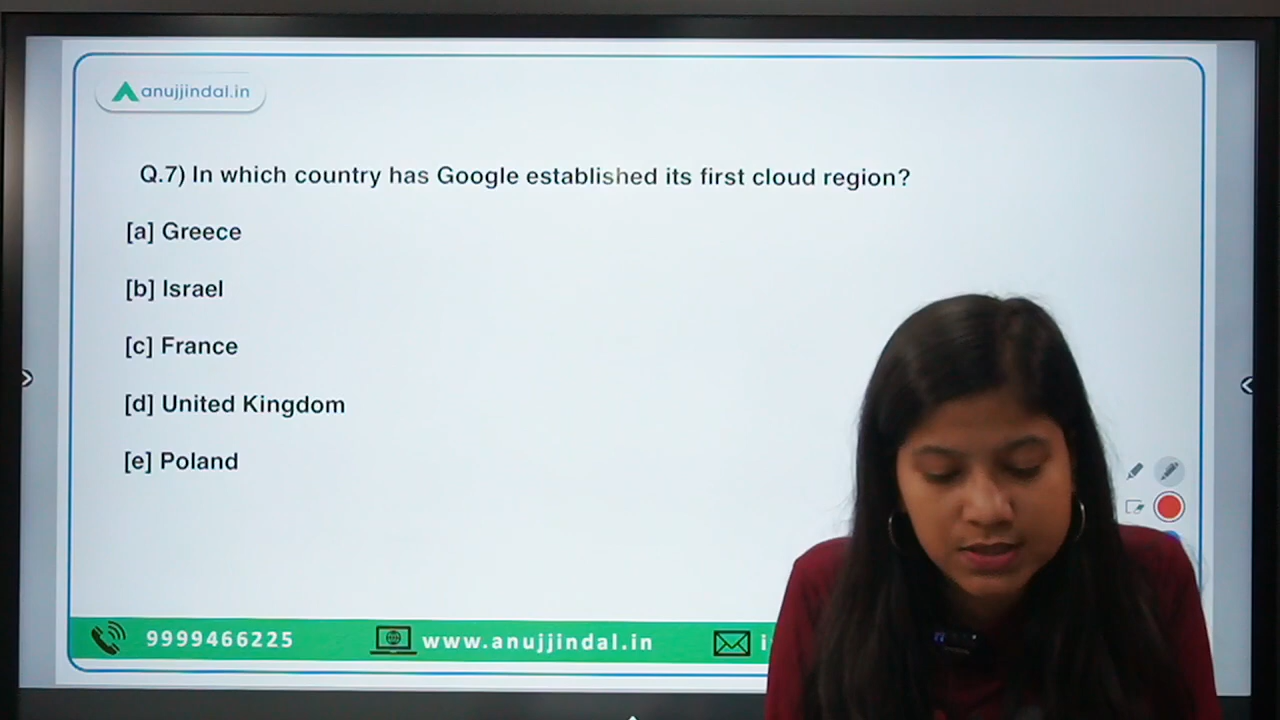 anujjindal.in
Q.7) In which country has Google established its first cloud region?
[a] Greece
[b] Israel
[c] France
[d] United Kingdom
[e] Poland
9999466225 www.anujjindal.in